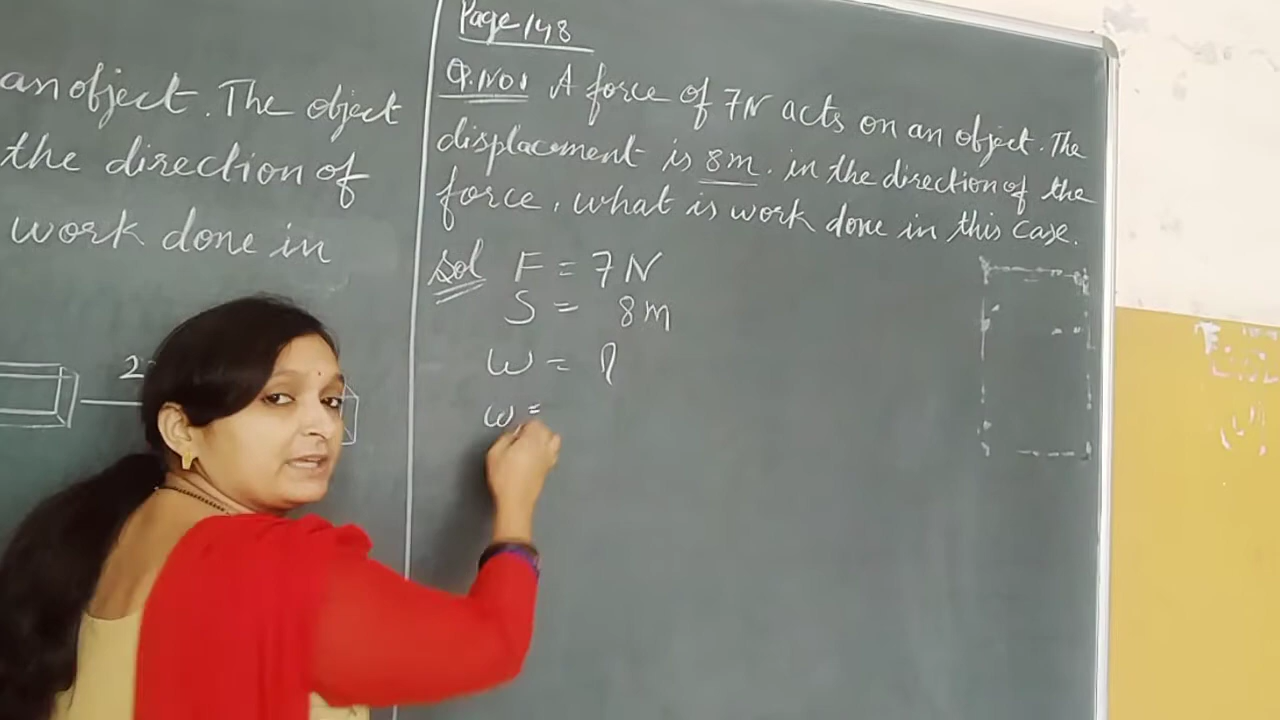 an object. The object
the direction of
work done in
2
Page 148
Q.No1 A force of 7N acts on an object. The
displacement is 8m. in the direction of the
force, what is work done in this case.
Sol F = 7N
S = 8m
W = ?
W =